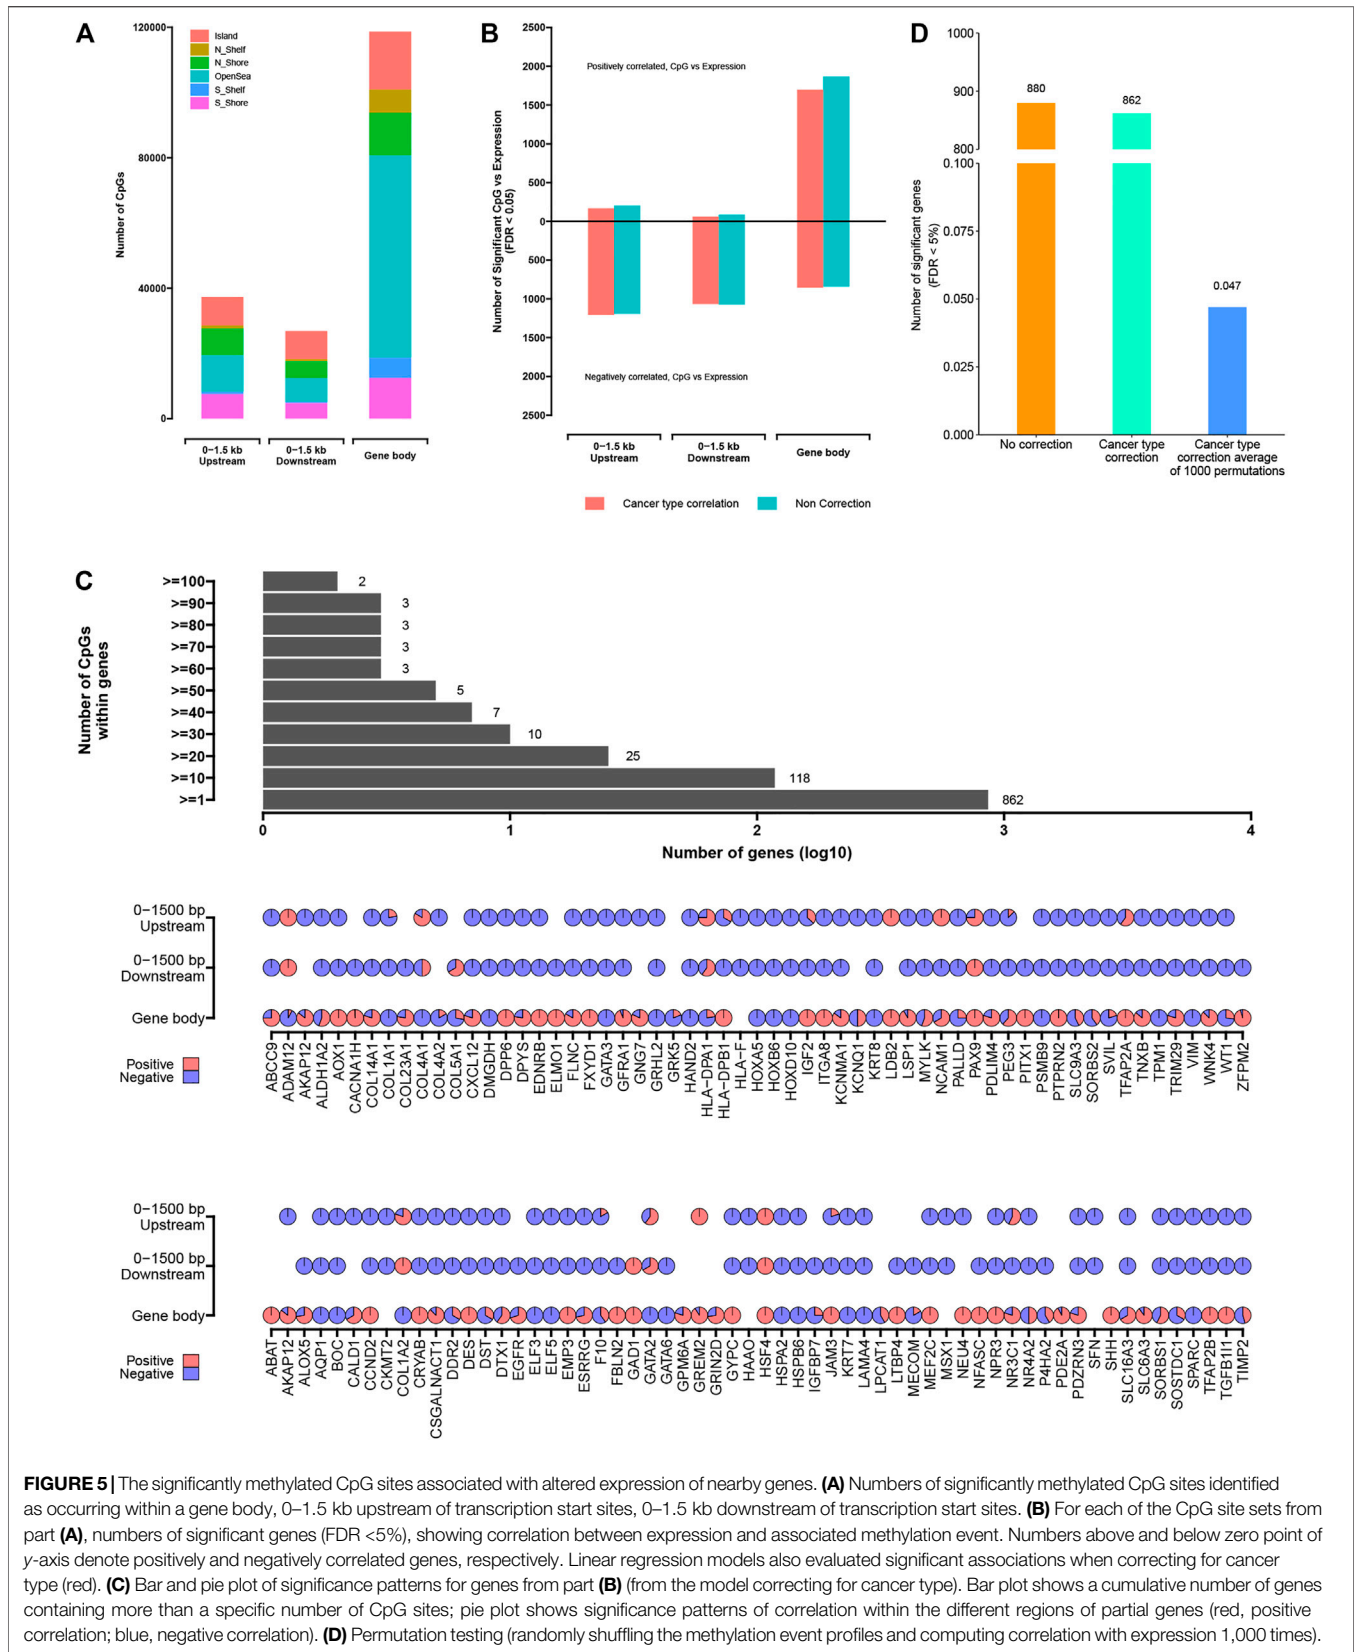 A
120000
80000
40000
0
Number of CpGs
Island
N_Shelf
N_Shore
OpenSea
S_Shelf
S_Shore
0−1.5 kb
Upstream
0−1.5 kb
Downstream
Gene body
B
2500
2000
1500
1000
500
0
500
1000
1500
2000
2500
Number of Significant CpG vs Expression
(FDR < 0.05)
Positively correlated, CpG vs Expression
Negatively correlated, CpG vs Expression
0−1.5 kb
Upstream
0−1.5 kb
Downstream
Gene body
Cancer type correlation
Non Correction
D
1000
900
800
0.100
0.075
0.050
0.025
0.000
Number of significant genes
(FDR < 5%)
880
862
0.047
No correction
Cancer type
correction
Cancer type
correction average
of 1000 permutations
C
Number of CpGs
within genes
>=100
2
>=90
3
>=80
3
>=70
3
>=60
3
>=50
5
>=40
7
>=30
10
>=20
25
>=10
118
>=1
862
0 1 2 3 4
Number of genes (log10)
0−1500 bp
Upstream
0−1500 bp
Downstream
Gene body
Positive
Negative
ABCC9
ADAM12
AKAP12
ALDH1A2
AOX1
CACNA1H
COL14A1
COL1A1
COL23A1
COL4A1
COL4A2
COL5A1
CXCL12
DMGDH
DPP6
DPYS
EDNRB
ELMO1
FLNC
FXYD1
GATA3
GFRA1
GNG7
GRHL2
GRK5
HAND2
HLA−DPA1
HLA−DPB1
HLA−F
HOXA5
HOXB6
HOXD10
IGF2
ITGA8
KCNMA1
KCNQ1
KRT8
LDB2
LSP1
MYLK
NCAM1
PALLD
PAX9
PDLIM4
PEG3
PITX1
PSMB9
PTPRN2
SLC9A3
SORBS2
SVIL
TFAP2A
TNXB
TPM1
TRIM29
VIM
WNK4
WT1
ZFPM2
0−1500 bp
Upstream
0−1500 bp
Downstream
Gene body
Positive
Negative
ABAT
AKAP12
ALOX5
AQP1
BOC
CALD1
CCND2
CKMT2
COL1A2
CRYAB
CSGALNACT1
DDR2
DES
DST
DTX1
EGFR
ELF3
ELF5
EMP3
ESRRG
F10
FBLN2
GAD1
GATA2
GATA6
GPM6A
GREM2
GRIN2D
GYPC
HAAO
HSF4
HSPA2
HSPB6
IGFBP7
JAM3
KRT7
LAMA4
LPCAT1
LTBP4
MECOM
MEF2C
MSX1
NEU4
NFASC
NPR3
NR3C1
NR4A2
P4HA2
PDE2A
PDZRN3
SFN
SHH
SLC16A3
SLC6A3
SORBS1
SOSTDC1
SPARC
TFAP2B
TGFB1I1
TIMP2
FIGURE 5 | The significantly methylated CpG sites associated with altered expression of nearby genes. (A) Numbers of significantly methylated CpG sites identified
as occurring within a gene body, 0–1.5 kb upstream of transcription start sites, 0–1.5 kb downstream of transcription start sites. (B) For each of the CpG site sets from
part (A), numbers of significant genes (FDR <5%), showing correlation between expression and associated methylation event. Numbers above and below zero point of
y-axis denote positively and negatively correlated genes, respectively. Linear regression models also evaluated significant associations when correcting for cancer
type (red). (C) Bar and pie plot of significance patterns for genes from part (B) (from the model correcting for cancer type). Bar plot shows a cumulative number of genes
containing more than a specific number of CpG sites; pie plot shows significance patterns of correlation within the different regions of partial genes (red, positive
correlation; blue, negative correlation). (D) Permutation testing (randomly shuffling the methylation event profiles and computing correlation with expression 1,000 times).